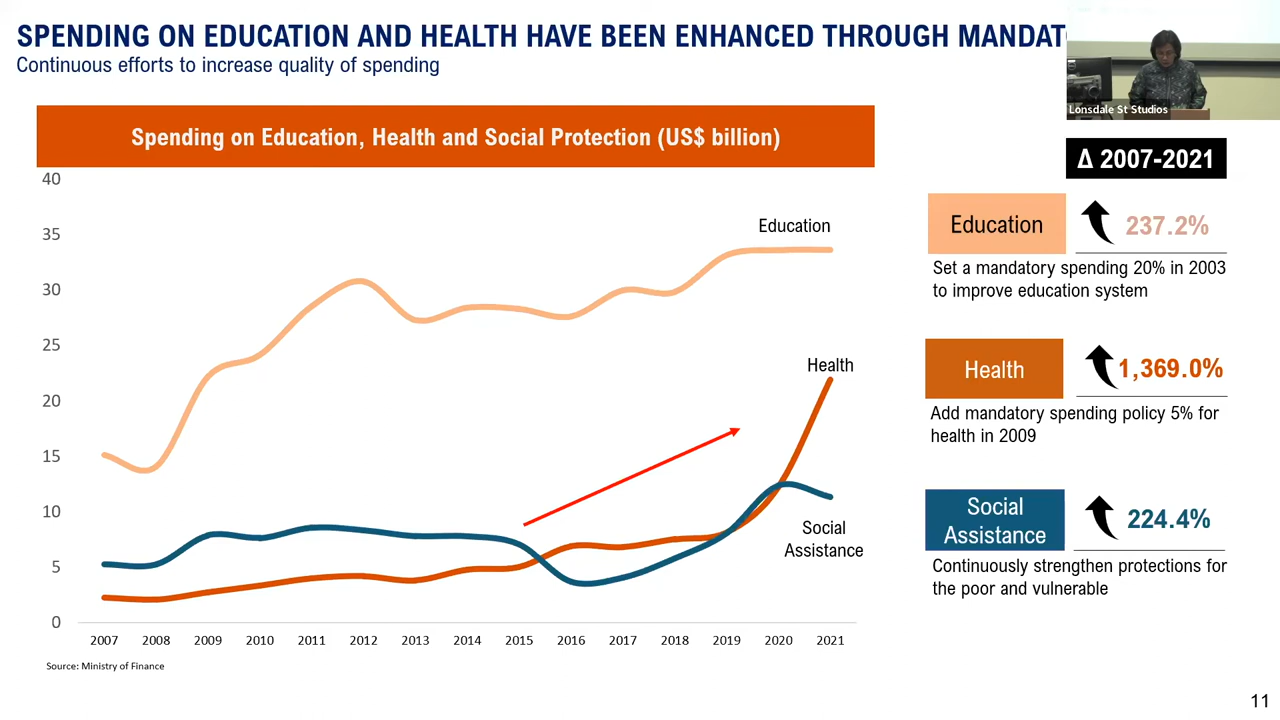 SPENDING ON EDUCATION AND HEALTH HAVE BEEN ENHANCED THROUGH MANDAT
Continuous efforts to increase quality of spending
Lonsdale St Studios
Spending on Education, Health and Social Protection (US$ billion)
Δ 2007-2021
40
35
30
25
20
15
10
5
0
Education
Health
Social
Assistance
2007 2008 2009 2010 2011 2012 2013 2014 2015 2016 2017 2018 2019 2020 2021
Source: Ministry of Finance
Education 237.2%
Set a mandatory spending 20% in 2003
to improve education system
Health 1,369.0%
Add mandatory spending policy 5% for
health in 2009
Social
Assistance 224.4%
Continuously strengthen protections for
the poor and vulnerable
11